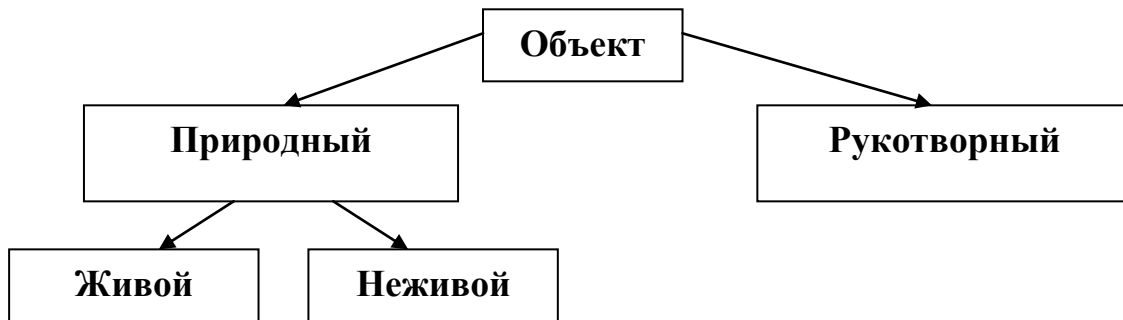 Объект
Природный
Рукотворный
Живой
Неживой